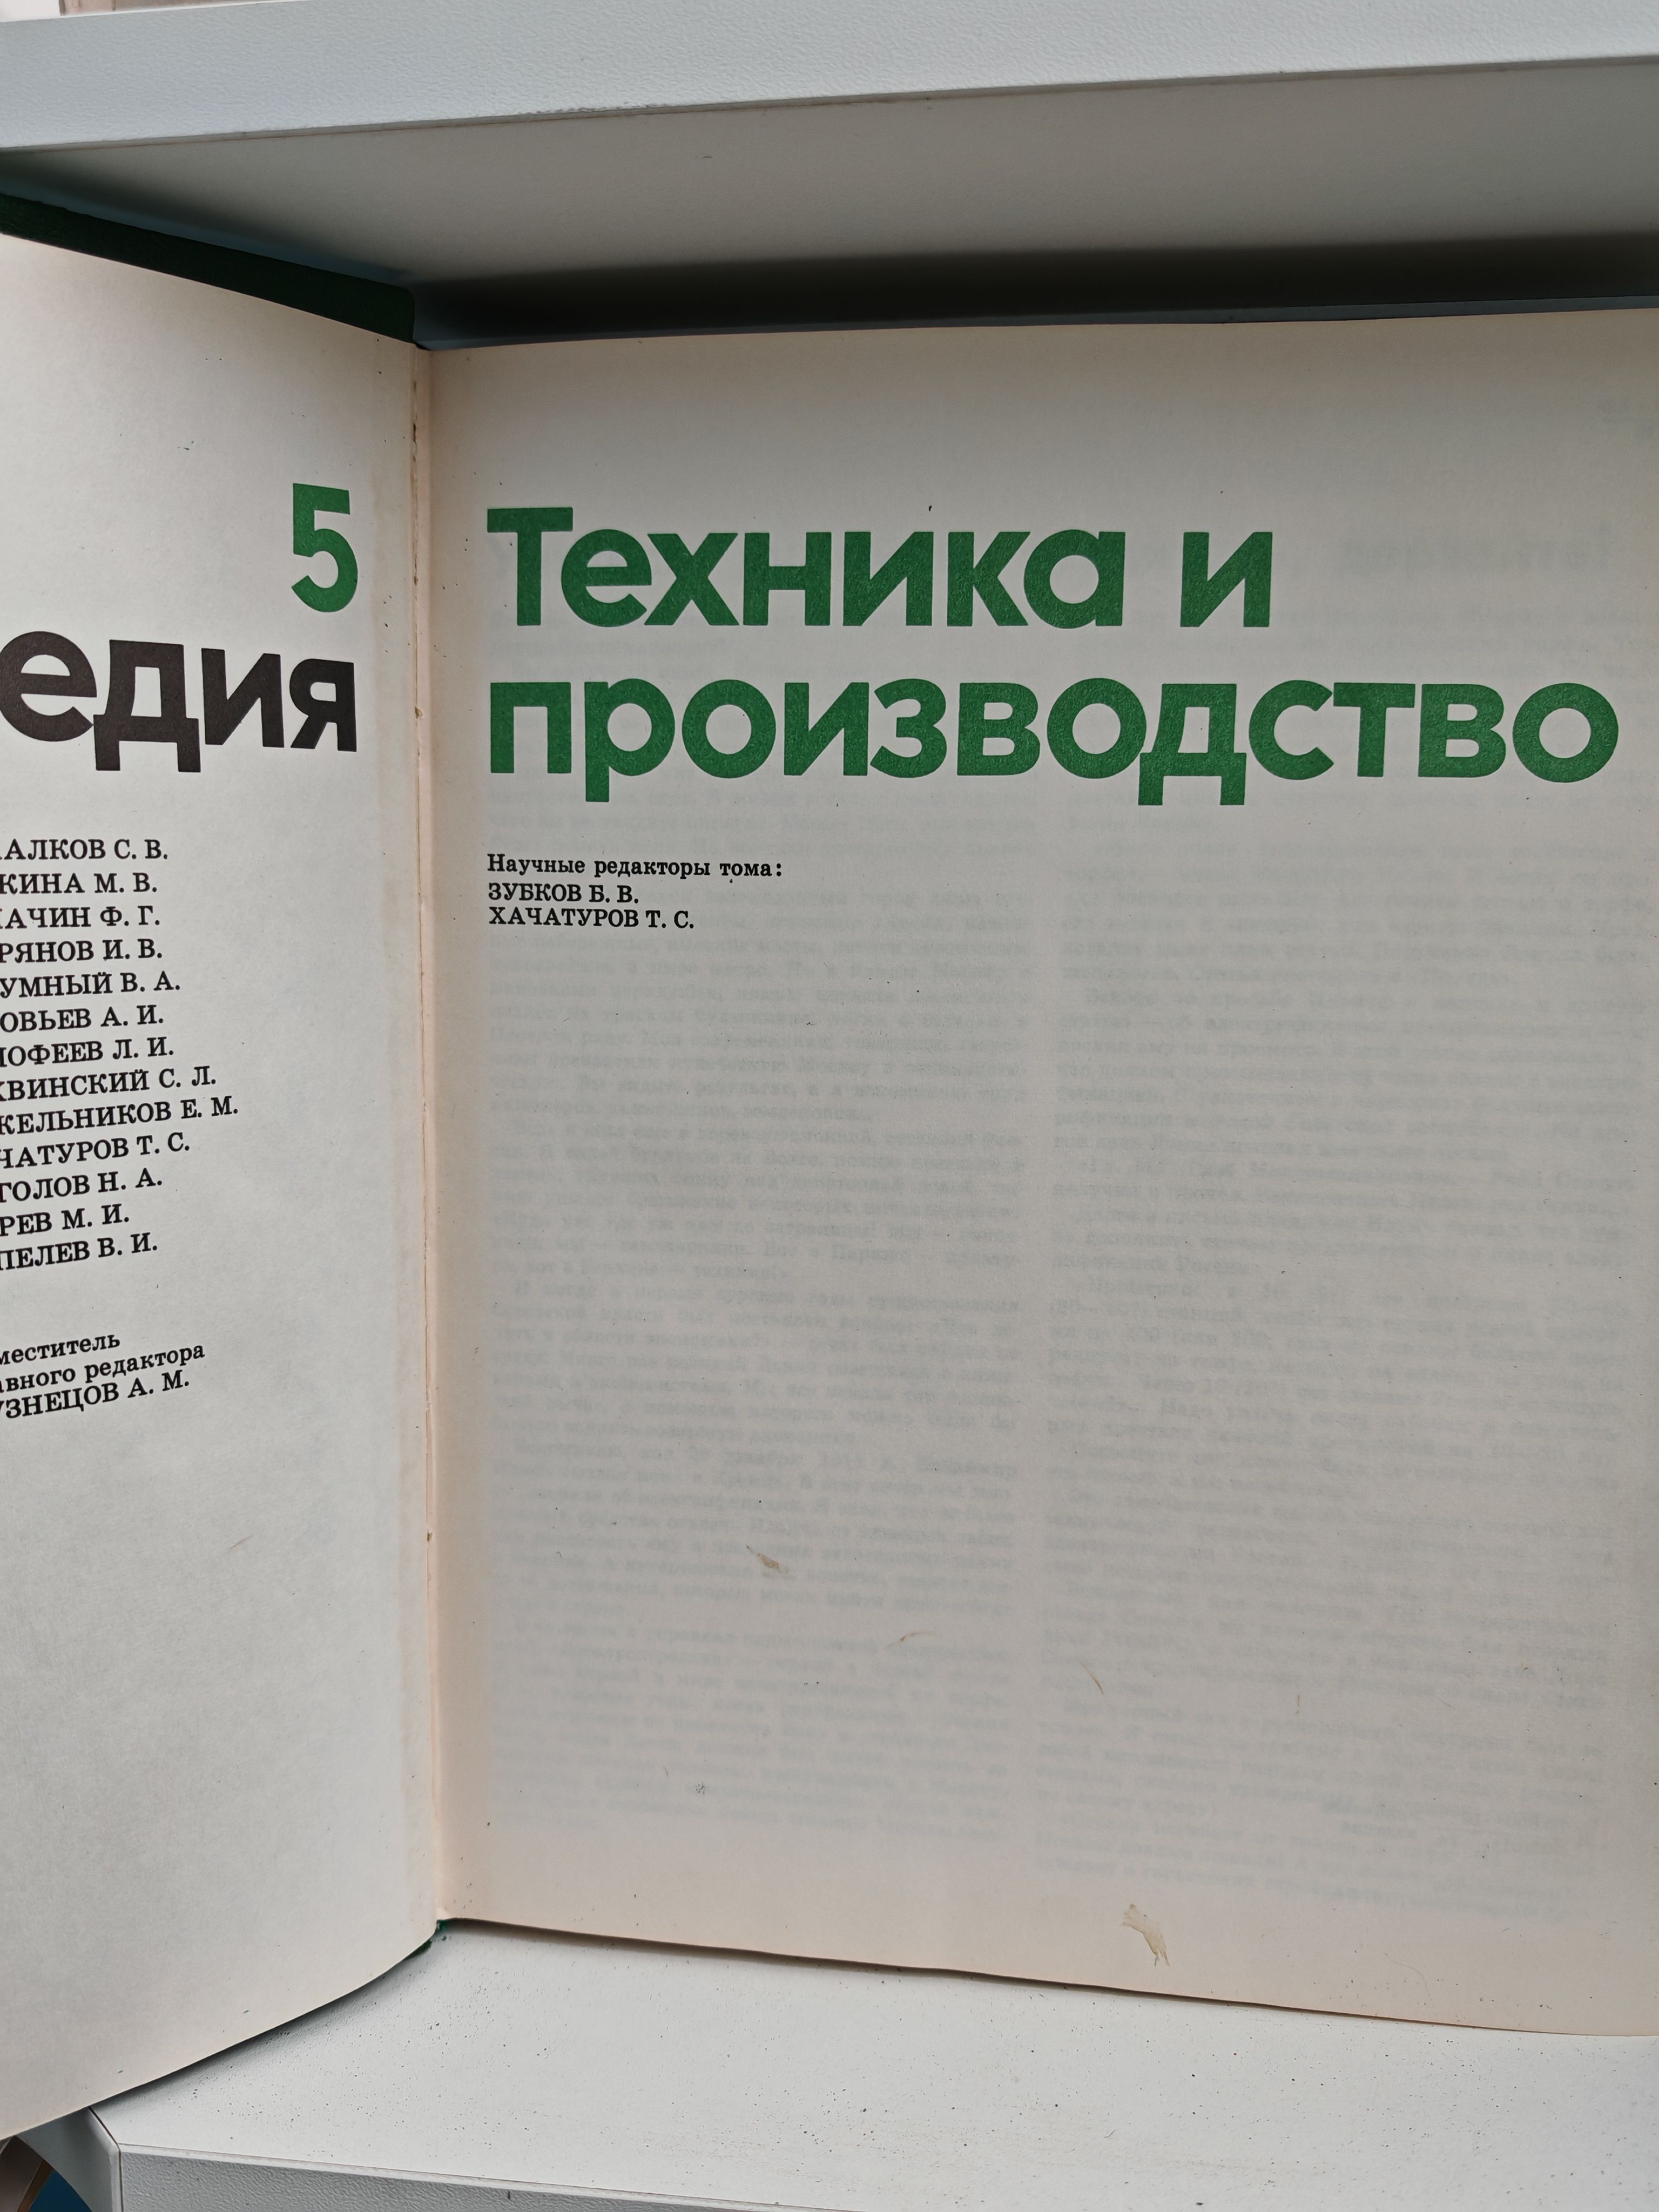 5
едия
АЛКОВ С. В.
КИНА М. В.
АЧИН Ф. Г.
РЯНОВ И. В.
УМНЫЙ В. А.
ОВЬЕВ А. И.
ОФЕЕВ Л. И.
ХВИНСКИЙ С. Л.
КЕЛЬНИКОВ Е. М.
ЧАТУРОВ Т. С.
ГОЛОВ Н. А.
РЕВ М. И.
ПЕЛЕВ В. И.
меститель
авного редактора
УЗНЕЦОВ А. М.
Техника и
производство
Научные редакторы тома:
ЗУБКОВ Б. В.
ХАЧАТУРОВ Т. С.